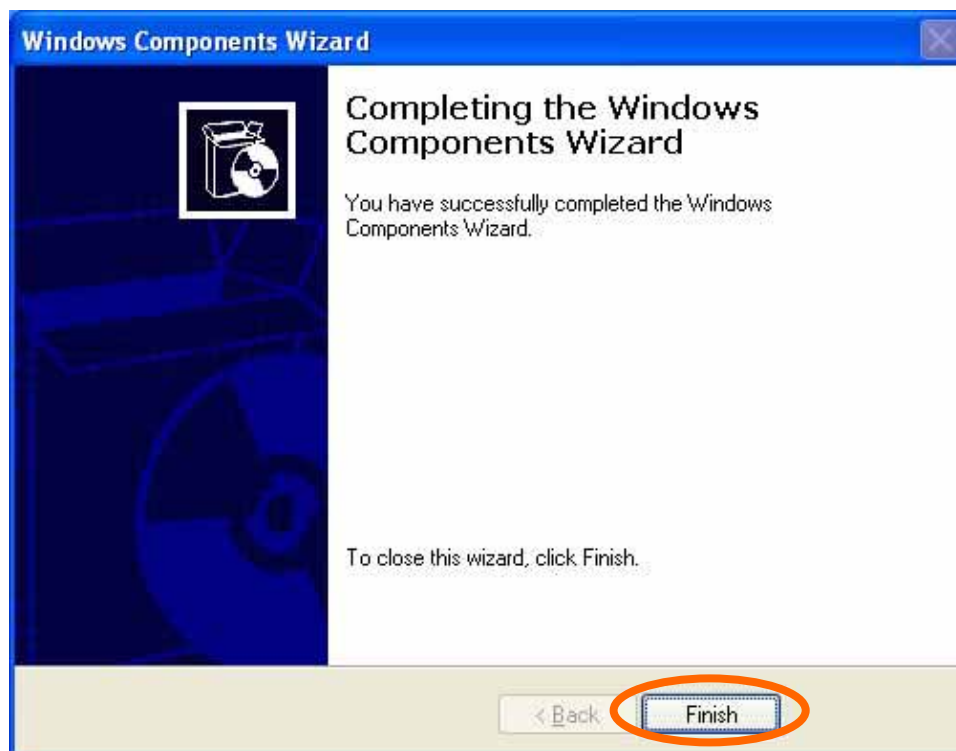 Windows Components Wizard
Completing the Windows
Components Wizard
You have successfully completed the Windows
Components Wizard.
To close this wizard, click Finish.
< Back
Finish